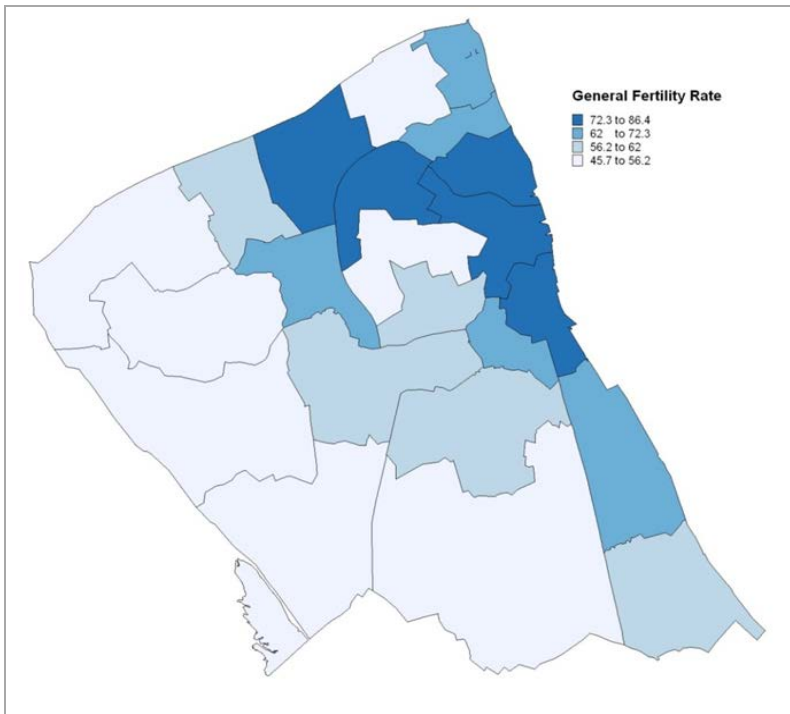 General Fertility Rate
72.3 to 86.4
62 to 72.3
56.2 to 62
45.7 to 56.2